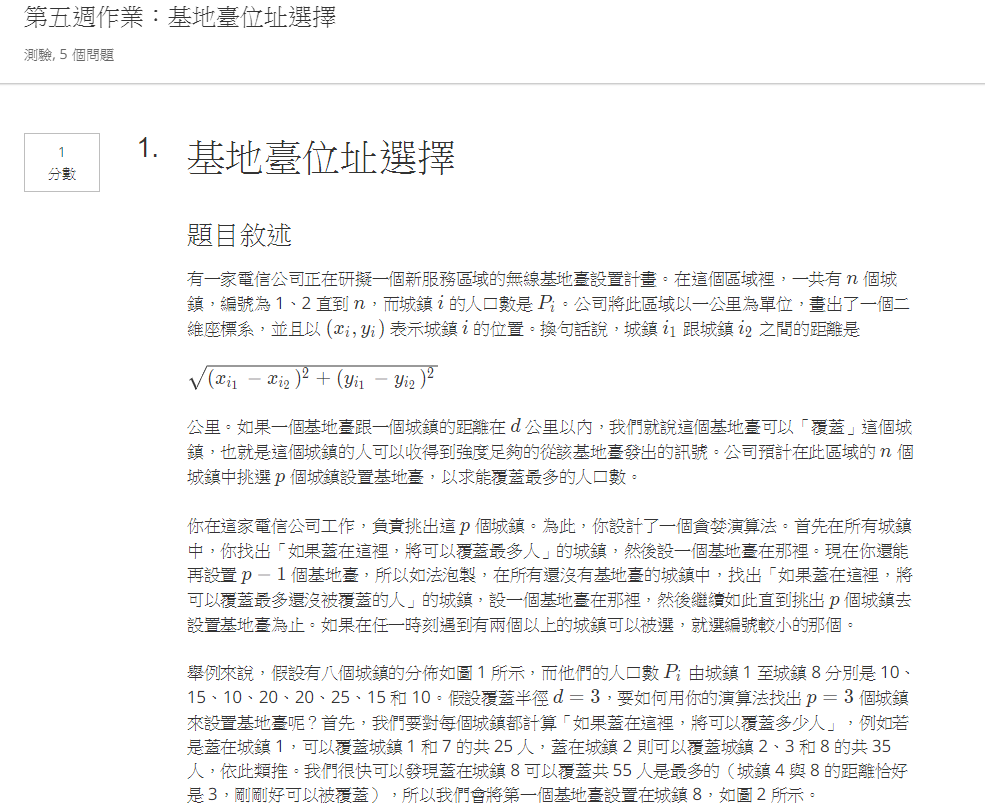 第五週作業：基地臺位址選擇
測驗, 5 個問題
1
分數
1. 基地臺位址選擇
題目敘述
有一家電信公司正在研擬一個新服務區域的無線基地臺設置計畫。在這個區域裡，一共有 n 個城
鎮，編號為 1、2 直到 n，而城鎮 i 的人口數是 P_i。公司將此區域以一公里為單位，畫出了一個二
維座標系，並且以 (x_i, y_i) 表示城鎮 i 的位置。換句話說，城鎮 i_1 跟城鎮 i_2 之間的距離是
√((x_{i_1} − x_{i_2})^2 + (y_{i_1} − y_{i_2})^2)
公里。如果一個基地臺跟一個城鎮的距離在 d 公里以內，我們就說這個基地臺可以「覆蓋」這個城
鎮，也就是這個城鎮的人可以收得到強度足夠的從該基地臺發出的訊號。公司預計在此區域的 n 個
城鎮中挑選 p 個城鎮設置基地臺，以求能覆蓋最多的人口數。
你在這家電信公司工作，負責挑出這 p 個城鎮。為此，你設計了一個貪婪演算法。首先在所有城鎮
中，你找出「如果蓋在這裡，將可以覆蓋最多人」的城鎮，然後設一個基地臺在那裡。現在你還能
再設置 p − 1 個基地臺，所以如法泡製，在所有還沒有基地臺的城鎮中，找出「如果蓋在這裡，將
可以覆蓋最多還沒被覆蓋的人」的城鎮，設一個基地臺在那裡，然後繼續如此直到挑出 p 個城鎮去
設置基地臺為止。如果在任一時刻遇到有兩個以上的城鎮可以被選，就選編號較小的那個。
舉例來說，假設有八個城鎮的分佈如圖 1 所示，而他們的人口數 P_i 由城鎮 1 至城鎮 8 分別是 10、
15、10、20、20、25、15 和 10。假設覆蓋半徑 d = 3，要如何用你的演算法找出 p = 3 個城鎮
來設置基地臺呢？首先，我們要對每個城鎮都計算「如果蓋在這裡，將可以覆蓋多少人」，例如若
是蓋在城鎮 1，可以覆蓋城鎮 1 和 7 的共 25 人，蓋在城鎮 2 則可以覆蓋城鎮 2、3 和 8 的共 35
人，依此類推。我們很快可以發現蓋在城鎮 8 可以覆蓋共 55 人是最多的（城鎮 4 與 8 的距離恰好
是 3，剛剛好可以被覆蓋），所以我們會將第一個基地臺設置在城鎮 8，如圖 2 所示。